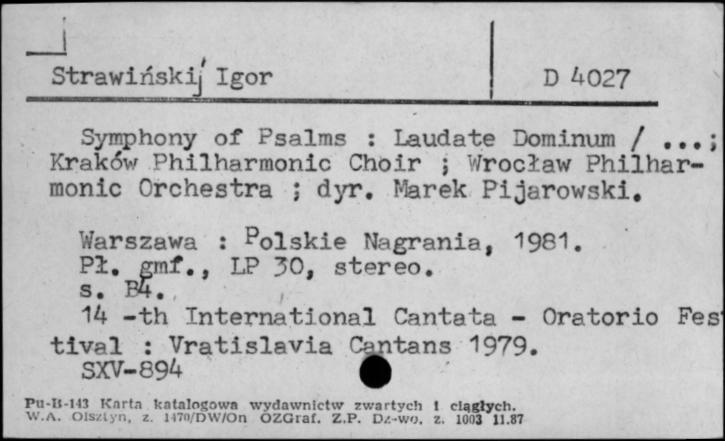 Strawińskij Igor D 4027
Symphony of Psalms : Laudate Dominum / ...;
Kraków Philharmonic Choir ; Wrocław Philhar-
monic Orchestra ; dyr. Marek Pijarowski.
Warszawa : Polskie Nagrania, 1981.
Pł. gmf., LP 30, stereo.
s. B4.
14 -th International Cantata - Oratorio Fes
tival : Vratislavia Cantans 1979.
SXV-894
Pu-B-143 Karta katalogowa wydawnictw zwartych i ciągłych.
W.A. Olsztyn, z. 1470/DW/On OZGraf. Z.P. Dz-wo, z. 1003 11.87